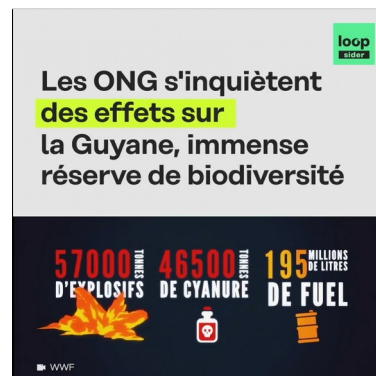 loop
sider
Les ONG s'inquiètent
des effets sur
la Guyane, immense
réserve de biodiversité
57000 TONNES
D'EXPLOSIFS
46500 TONNES
DE CYANURE
195 MILLIONS
DE LITRES
DE FUEL
WWF